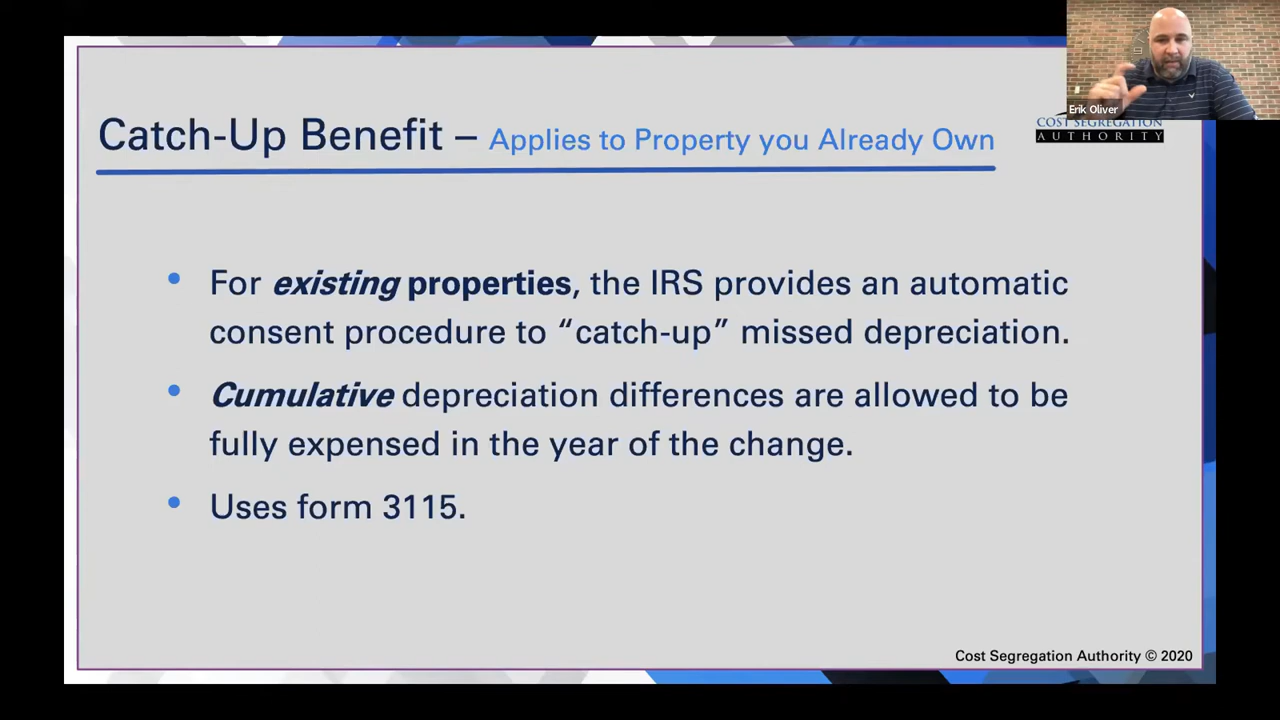 Erik Oliver
COST SEGREGATION
AUTHORITY
Catch-Up Benefit – Applies to Property you Already Own
• For existing properties, the IRS provides an automatic
consent procedure to “catch-up” missed depreciation.
• Cumulative depreciation differences are allowed to be
fully expensed in the year of the change.
• Uses form 3115.
Cost Segregation Authority © 2020